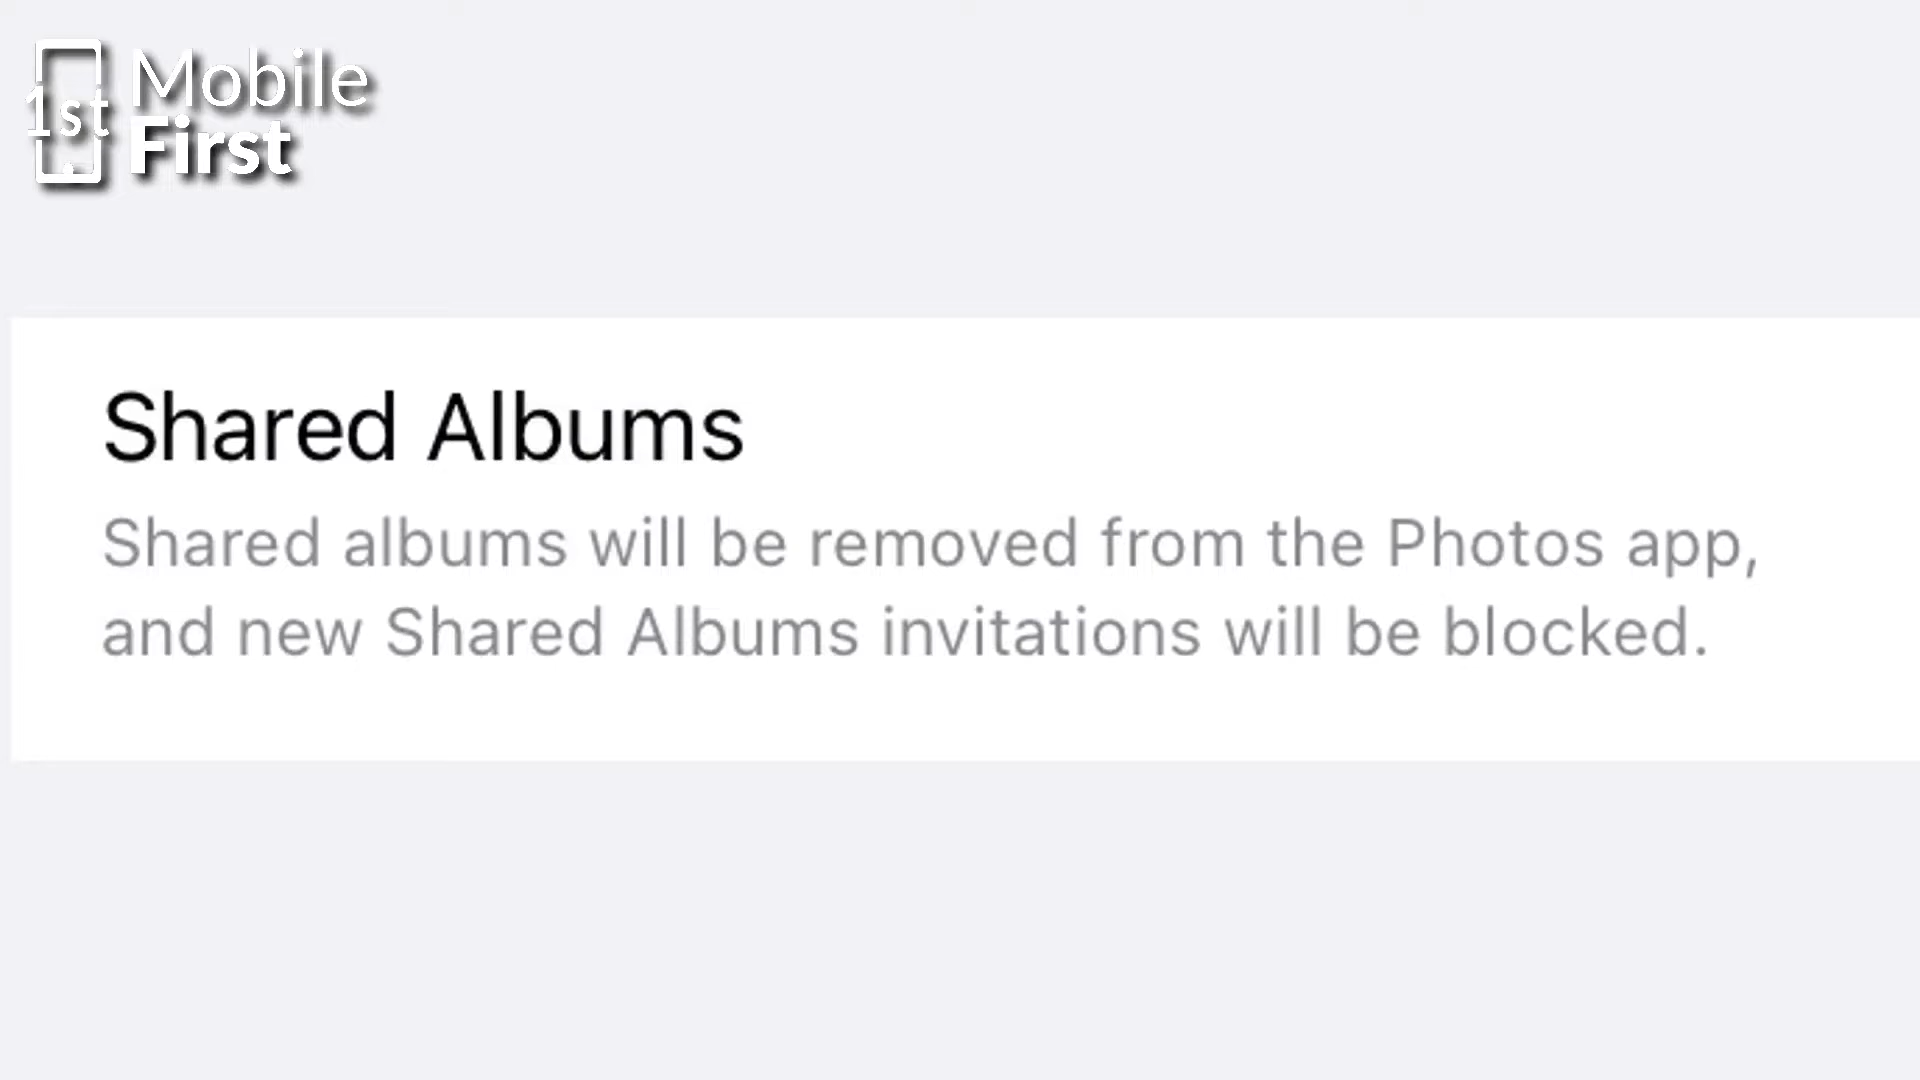 1st
Mobile
First
Shared Albums
Shared albums will be removed from the Photos app,
and new Shared Albums invitations will be blocked.